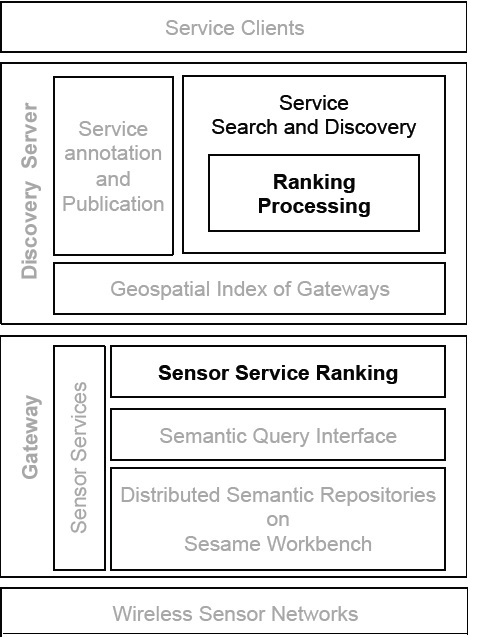 Service Clients
Discovery Server
Service
annotation
and
Publication
Service
Search and Discovery
Ranking
Processing
Geospatial Index of Gateways
Gateway
Sensor Services
Sensor Service Ranking
Semantic Query Interface
Distributed Semantic Repositories
on
Sesame Workbench
Wireless Sensor Networks